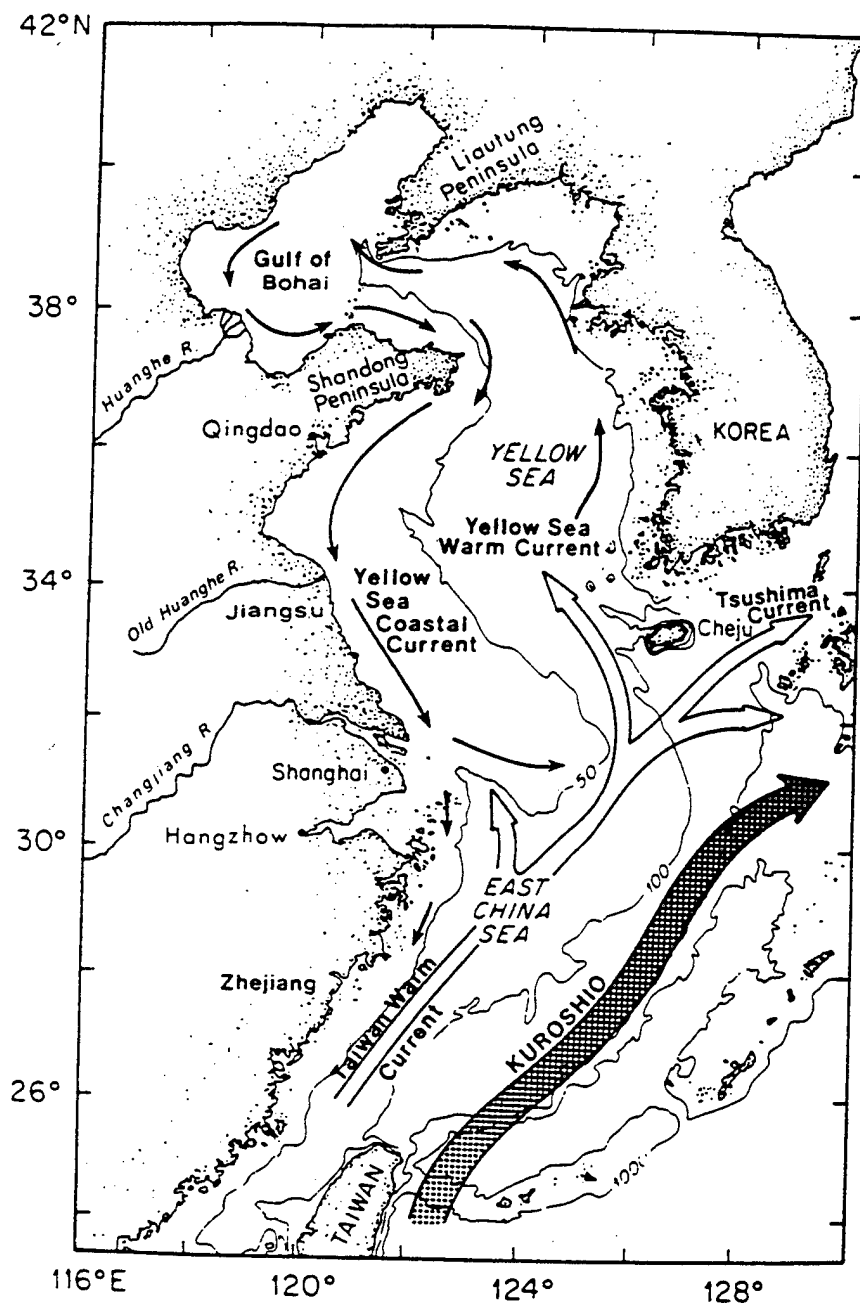 42°N
Liautung
Peninsula
Gulf of
Bohai
38°
Huanghe R.
Shandong
Peninsula
Qingdao
YELLOW
SEA
KOREA
Yellow Sea
Warm Current
34°
Old Huanghe R.
Jiangsu
Yellow
Sea
Coastal
Current
Tsushima
Current
Cheju
Changjiang R
Shanghai
50
Hangzhow
30°
100
EAST
CHINA
SEA
Zhejiang
Taiwan Warm
Current
KUROSHIO
26°
TAIWAN
116°E
120°
124°
128°